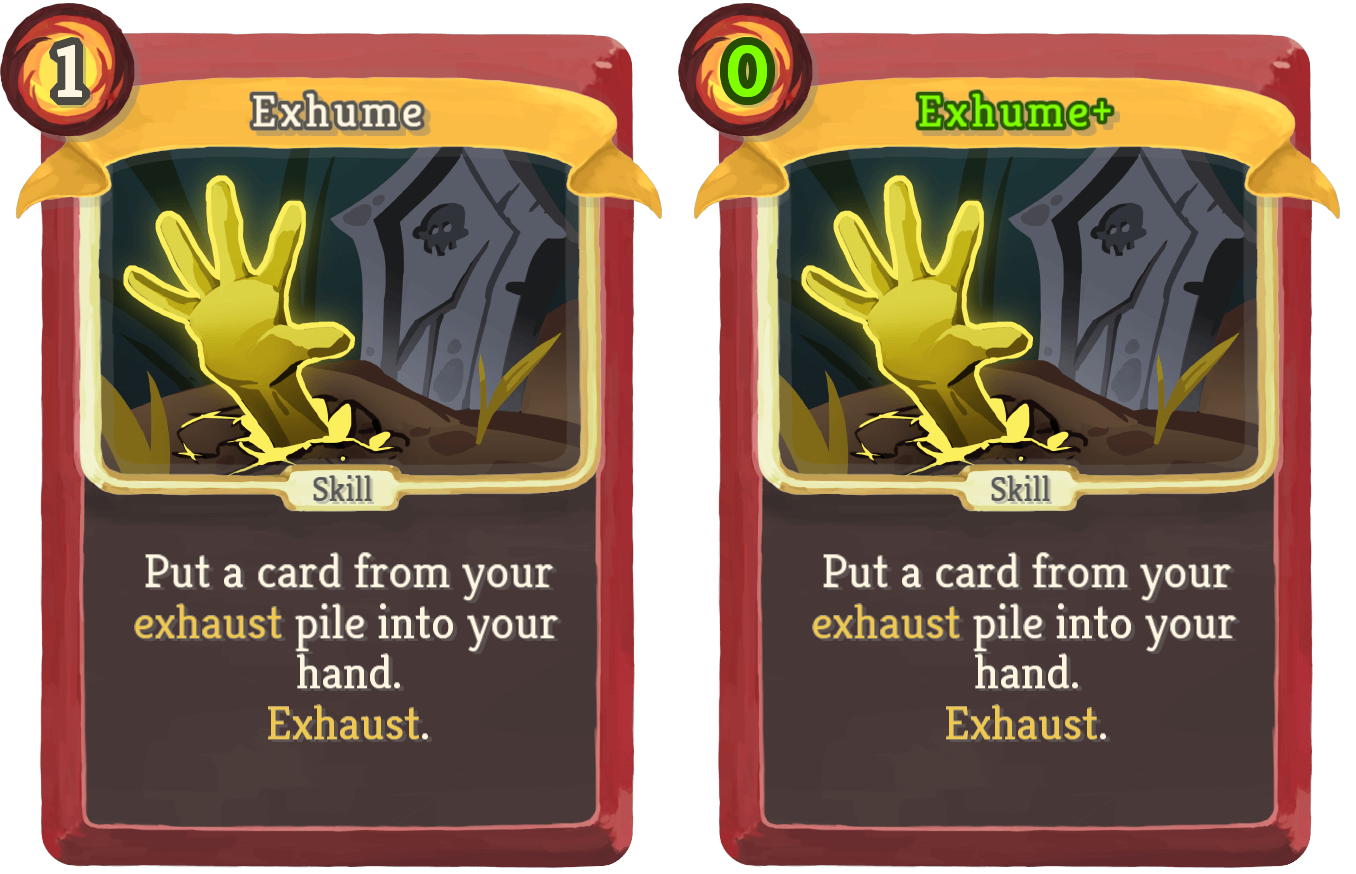 1
Exhume
Skill
Put a card from your
exhaust pile into your
hand.
Exhaust.
0
Exhume+
Skill
Put a card from your
exhaust pile into your
hand.
Exhaust.